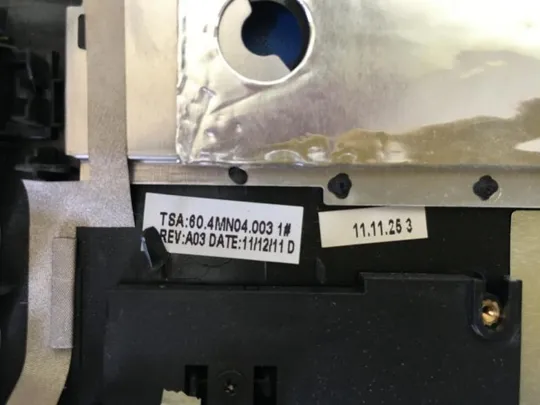 TSA:60.4MN04.003 1#
REV:A03 DATE:11/12/11 D
11.11.25 3